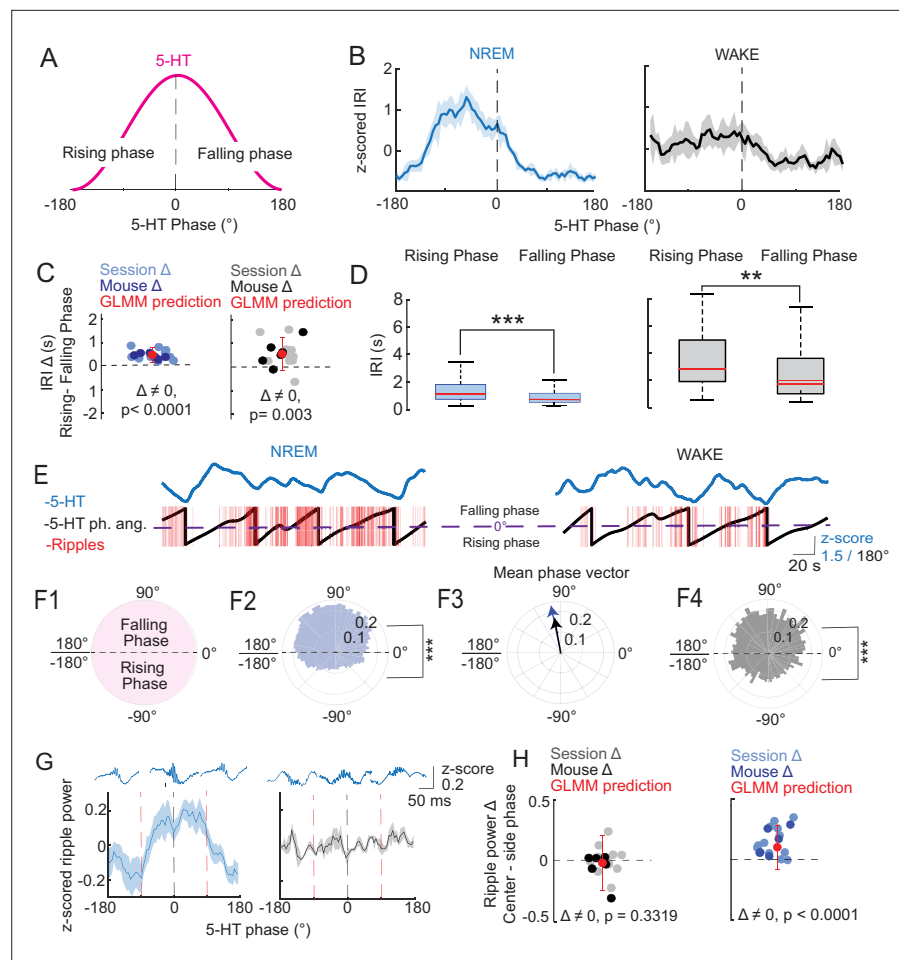 A
5-HT
Rising phase
Falling phase
-180
0
180
5-HT Phase (°)
B
NREM
WAKE
z-scored IRI
2
1
0
-180
0
180
-180
0
180
5-HT Phase (°)
C
Session Δ
Mouse Δ
GLMM prediction
Session Δ
Mouse Δ
GLMM prediction
IRI Δ (s)
Rising- Falling Phase
2
1
0
1
-2
Δ ≠ 0,
p< 0.0001
Δ ≠ 0,
p= 0.003
Rising Phase
Falling Phase
Rising Phase
Falling Phase
D
IRI (s)
8
6
4
2
0
***
**
E
NREM
WAKE
-5-HT
-5-HT ph. ang.
-Ripples
Falling phase
0°
Rising phase
z-score
1.5 / 180°
20 s
F1
90°
Falling
Phase
180°
-180°
0°
Rising
Phase
-90°
F2
90°
0.2
0.1
180°
-180°
0°
***
-90°
F3
Mean phase vector
90°
0.2
0.1
180°
-180°
0°
-90°
F4
90°
0.2
0.1
180°
-180°
0°
***
-90°
G
z-score
0.2
50 ms
z-scored ripple power
0.2
0
-0.2
-180
0
180
-180
0
180
5-HT phase (°)
H
Session Δ
Mouse Δ
GLMM prediction
Session Δ
Mouse Δ
GLMM prediction
Ripple power Δ
Center - side phase
0.5
0
-0.5
Δ ≠ 0, p = 0.3319
Δ ≠ 0, p < 0.0001